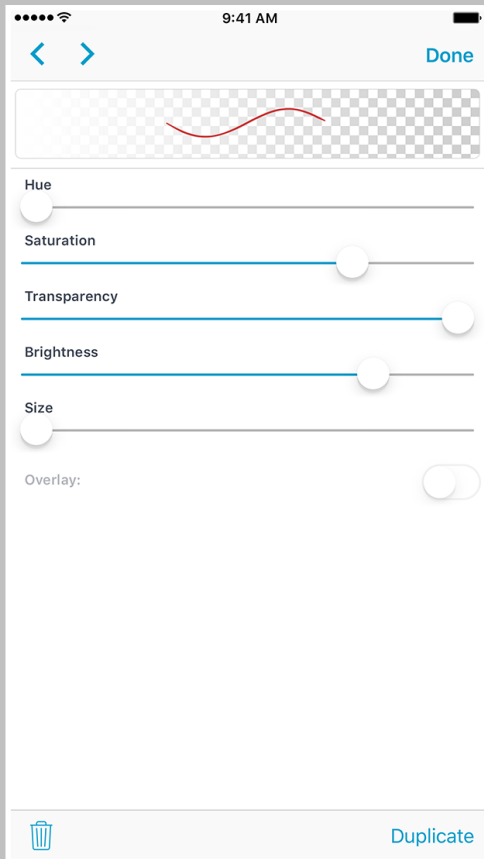 9:41 AM
Done
Hue
Saturation
Transparency
Brightness
Size
Overlay:
Duplicate